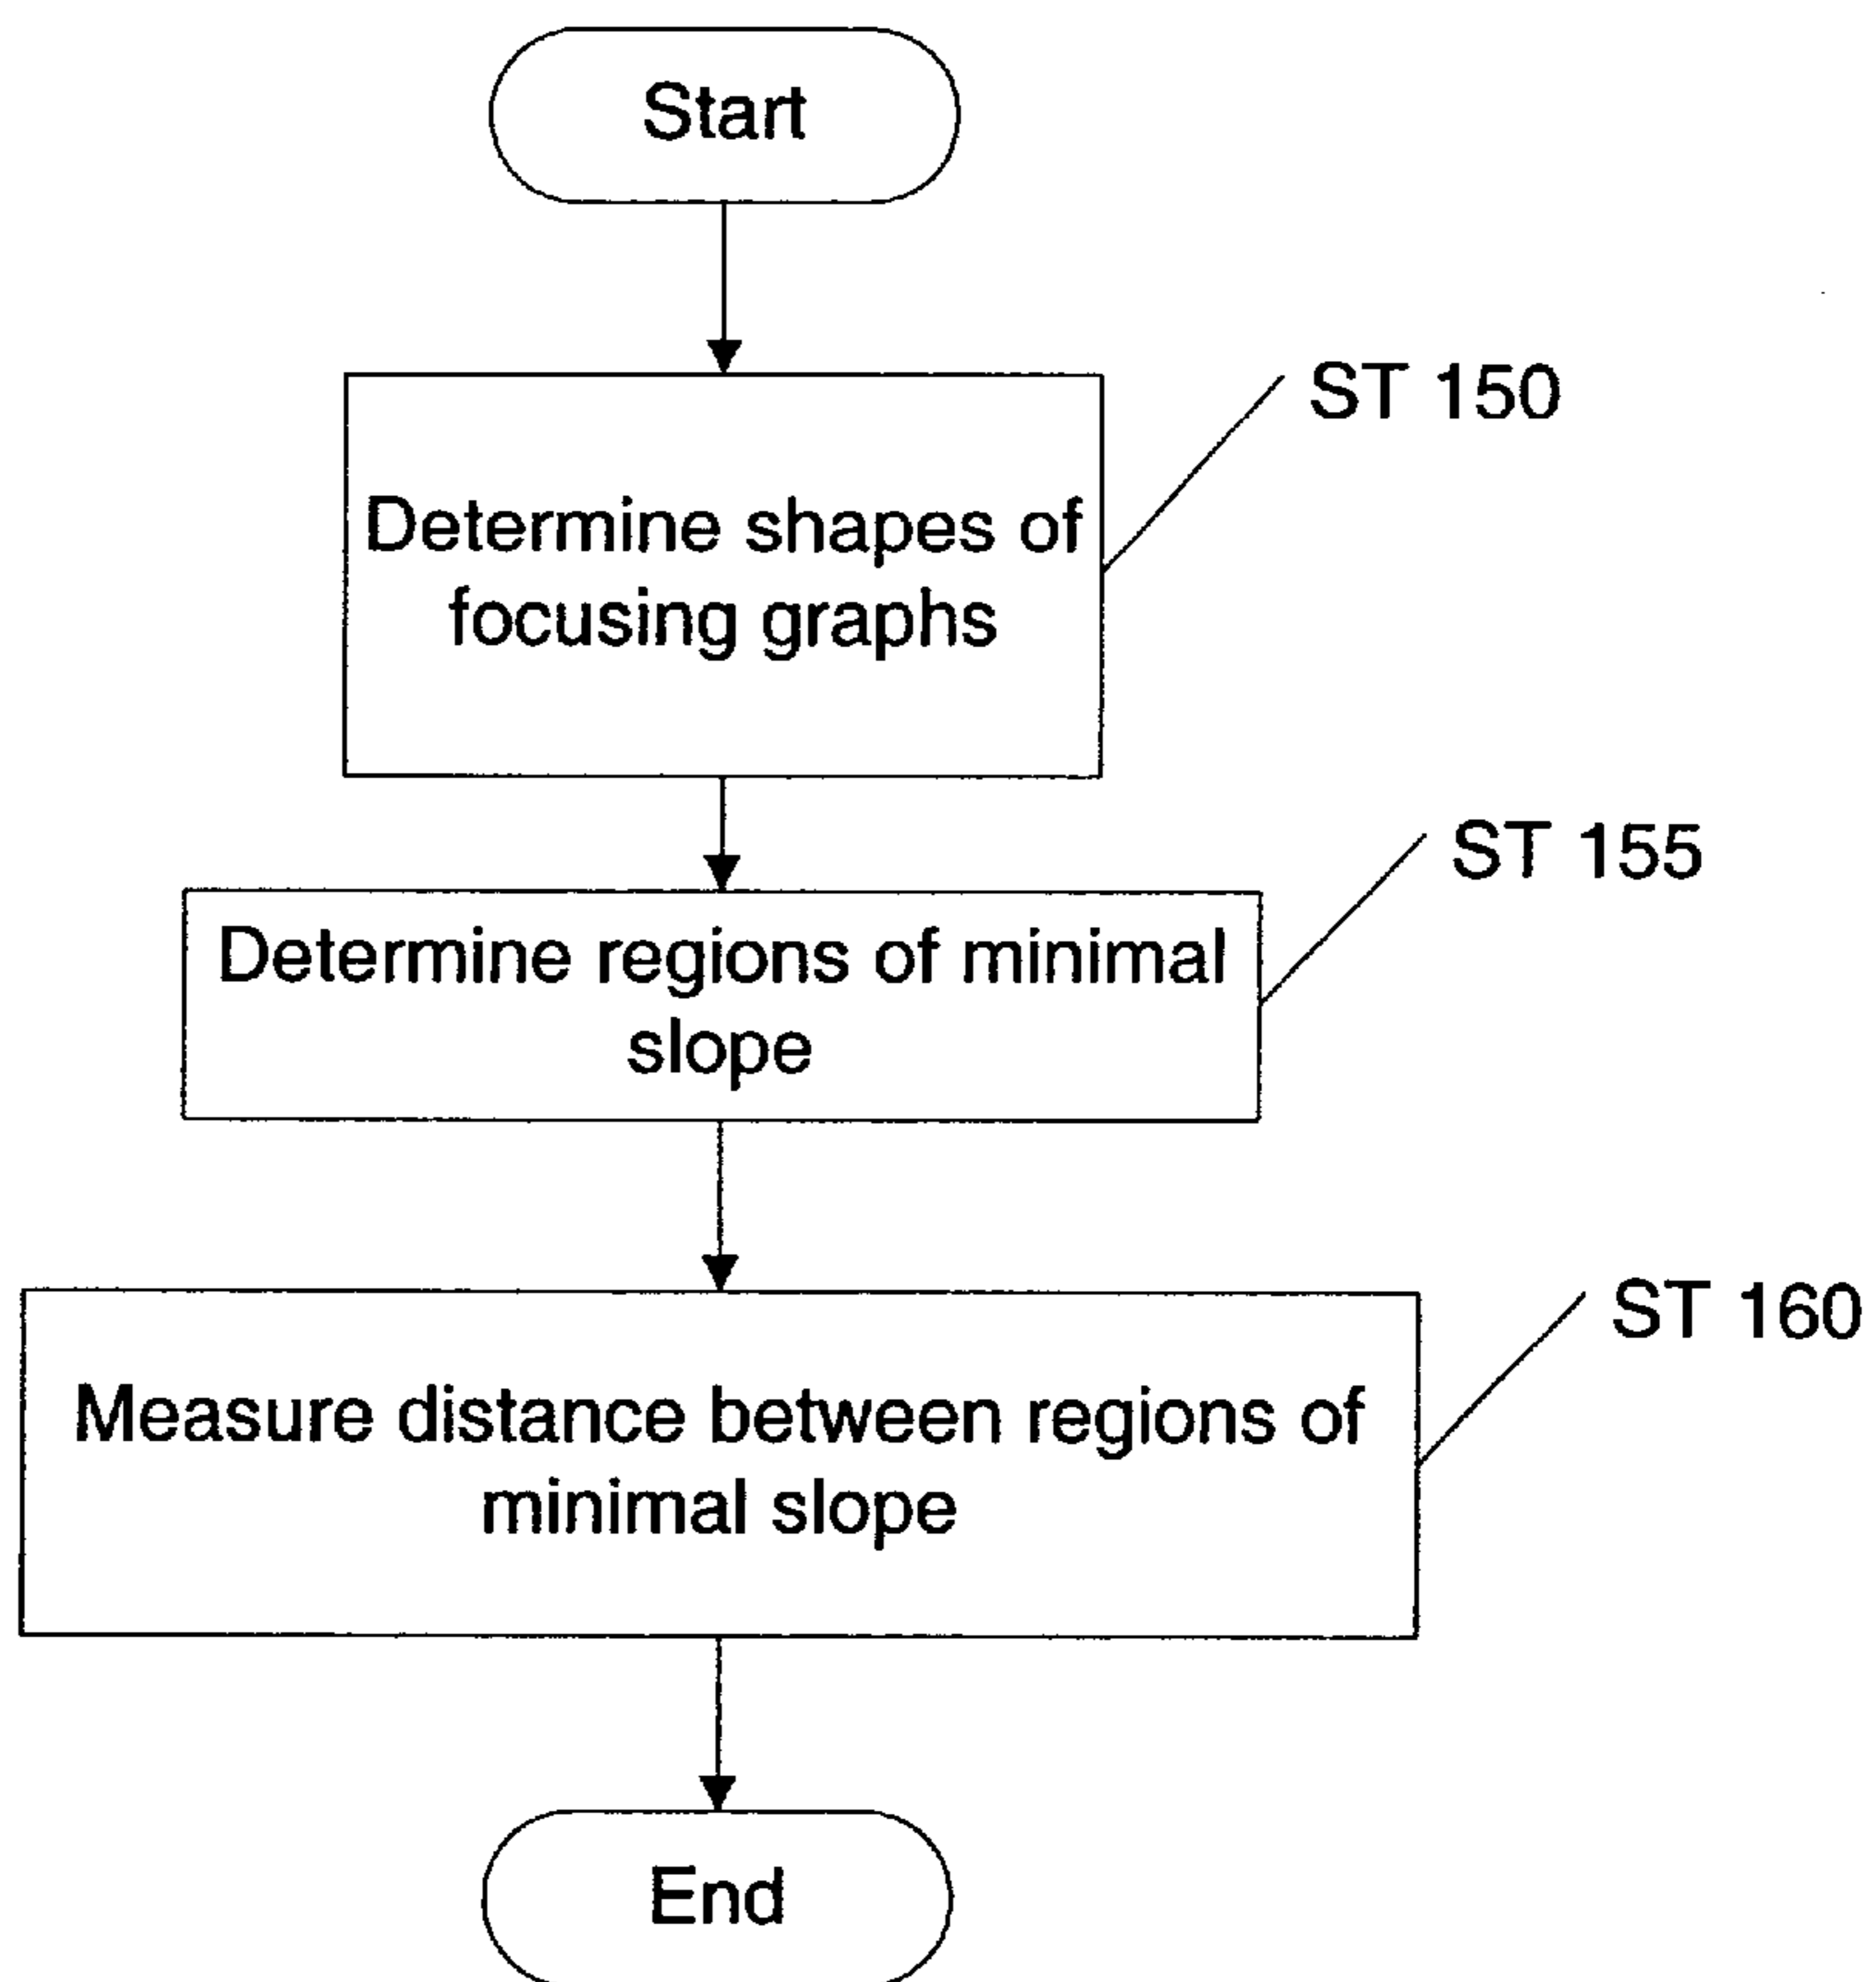 Start
ST 150
Determine shapes of
focusing graphs
ST 155
Determine regions of minimal
slope
ST 160
Measure distance between regions of
minimal slope
End